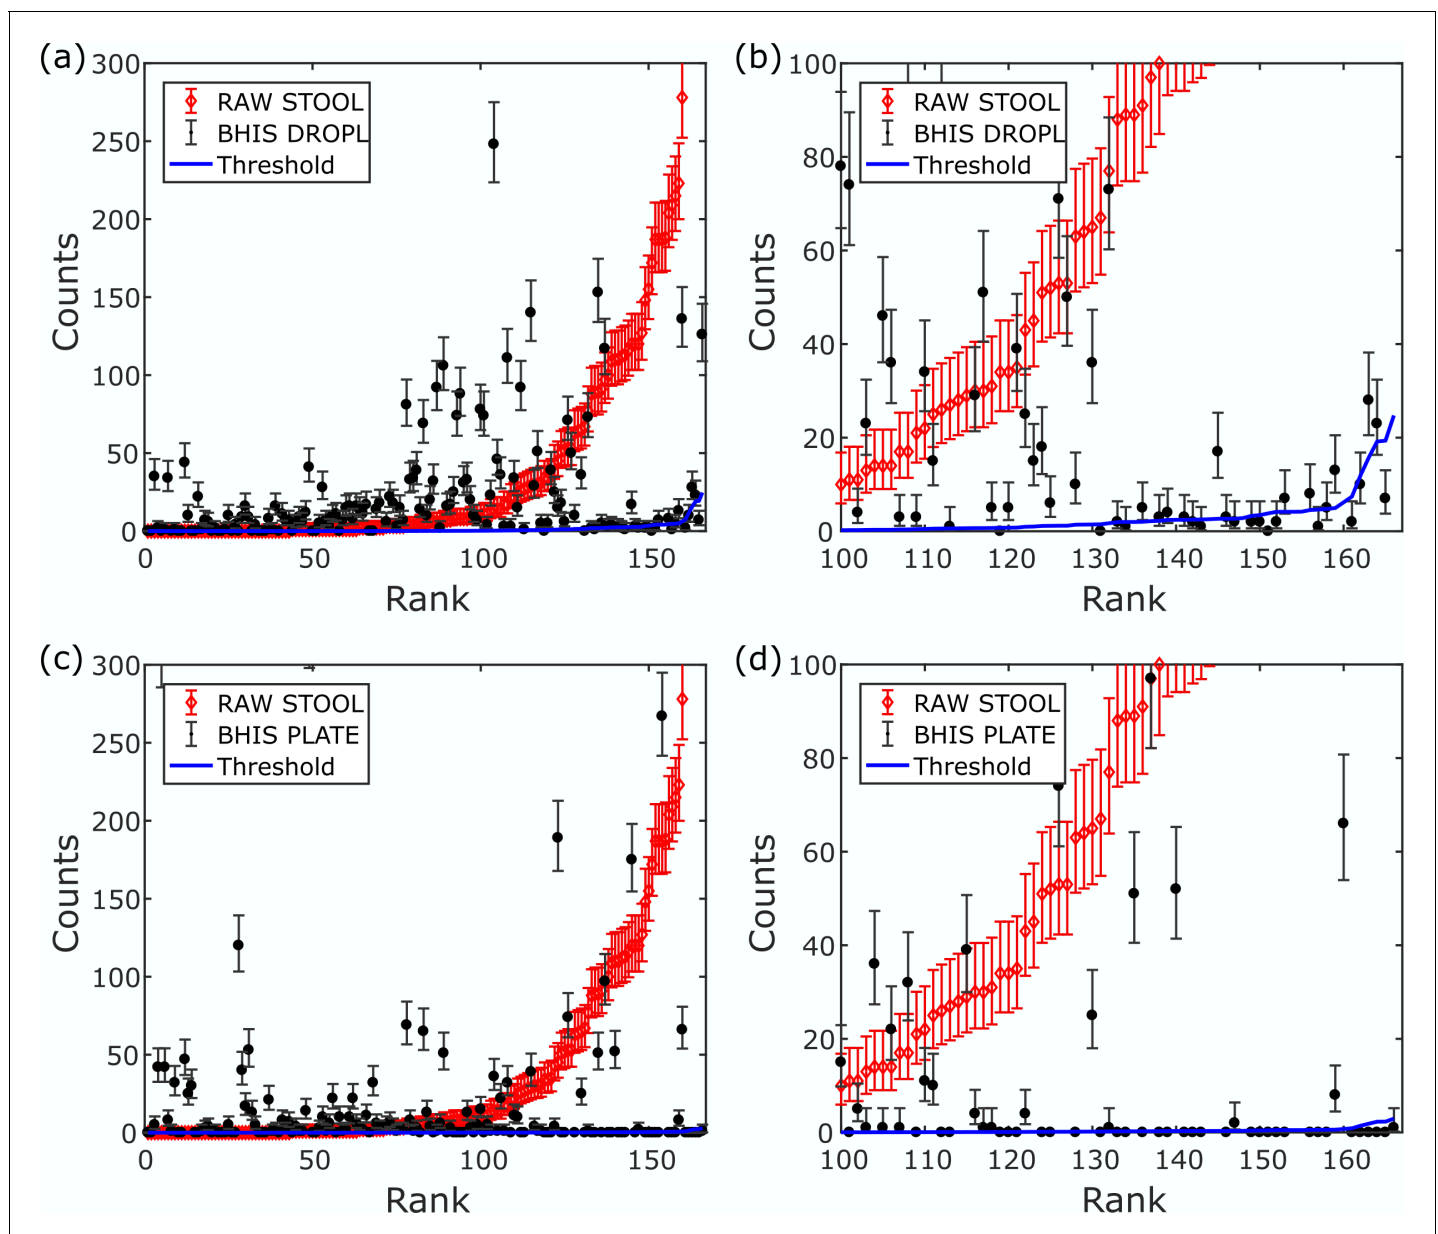 (a)
300
250
200
150
100
50
0
Counts
RAW STOOL
BHIS DROPL
Threshold
0 50 100 150
Rank
(b)
100
80
60
40
20
0
Counts
RAW STOOL
BHIS DROPL
Threshold
100 110 120 130 140 150 160
Rank
(c)
300
250
200
150
100
50
0
Counts
RAW STOOL
BHIS PLATE
Threshold
0 50 100 150
Rank
(d)
100
80
60
40
20
0
Counts
RAW STOOL
BHIS PLATE
Threshold
100 110 120 130 140 150 160
Rank